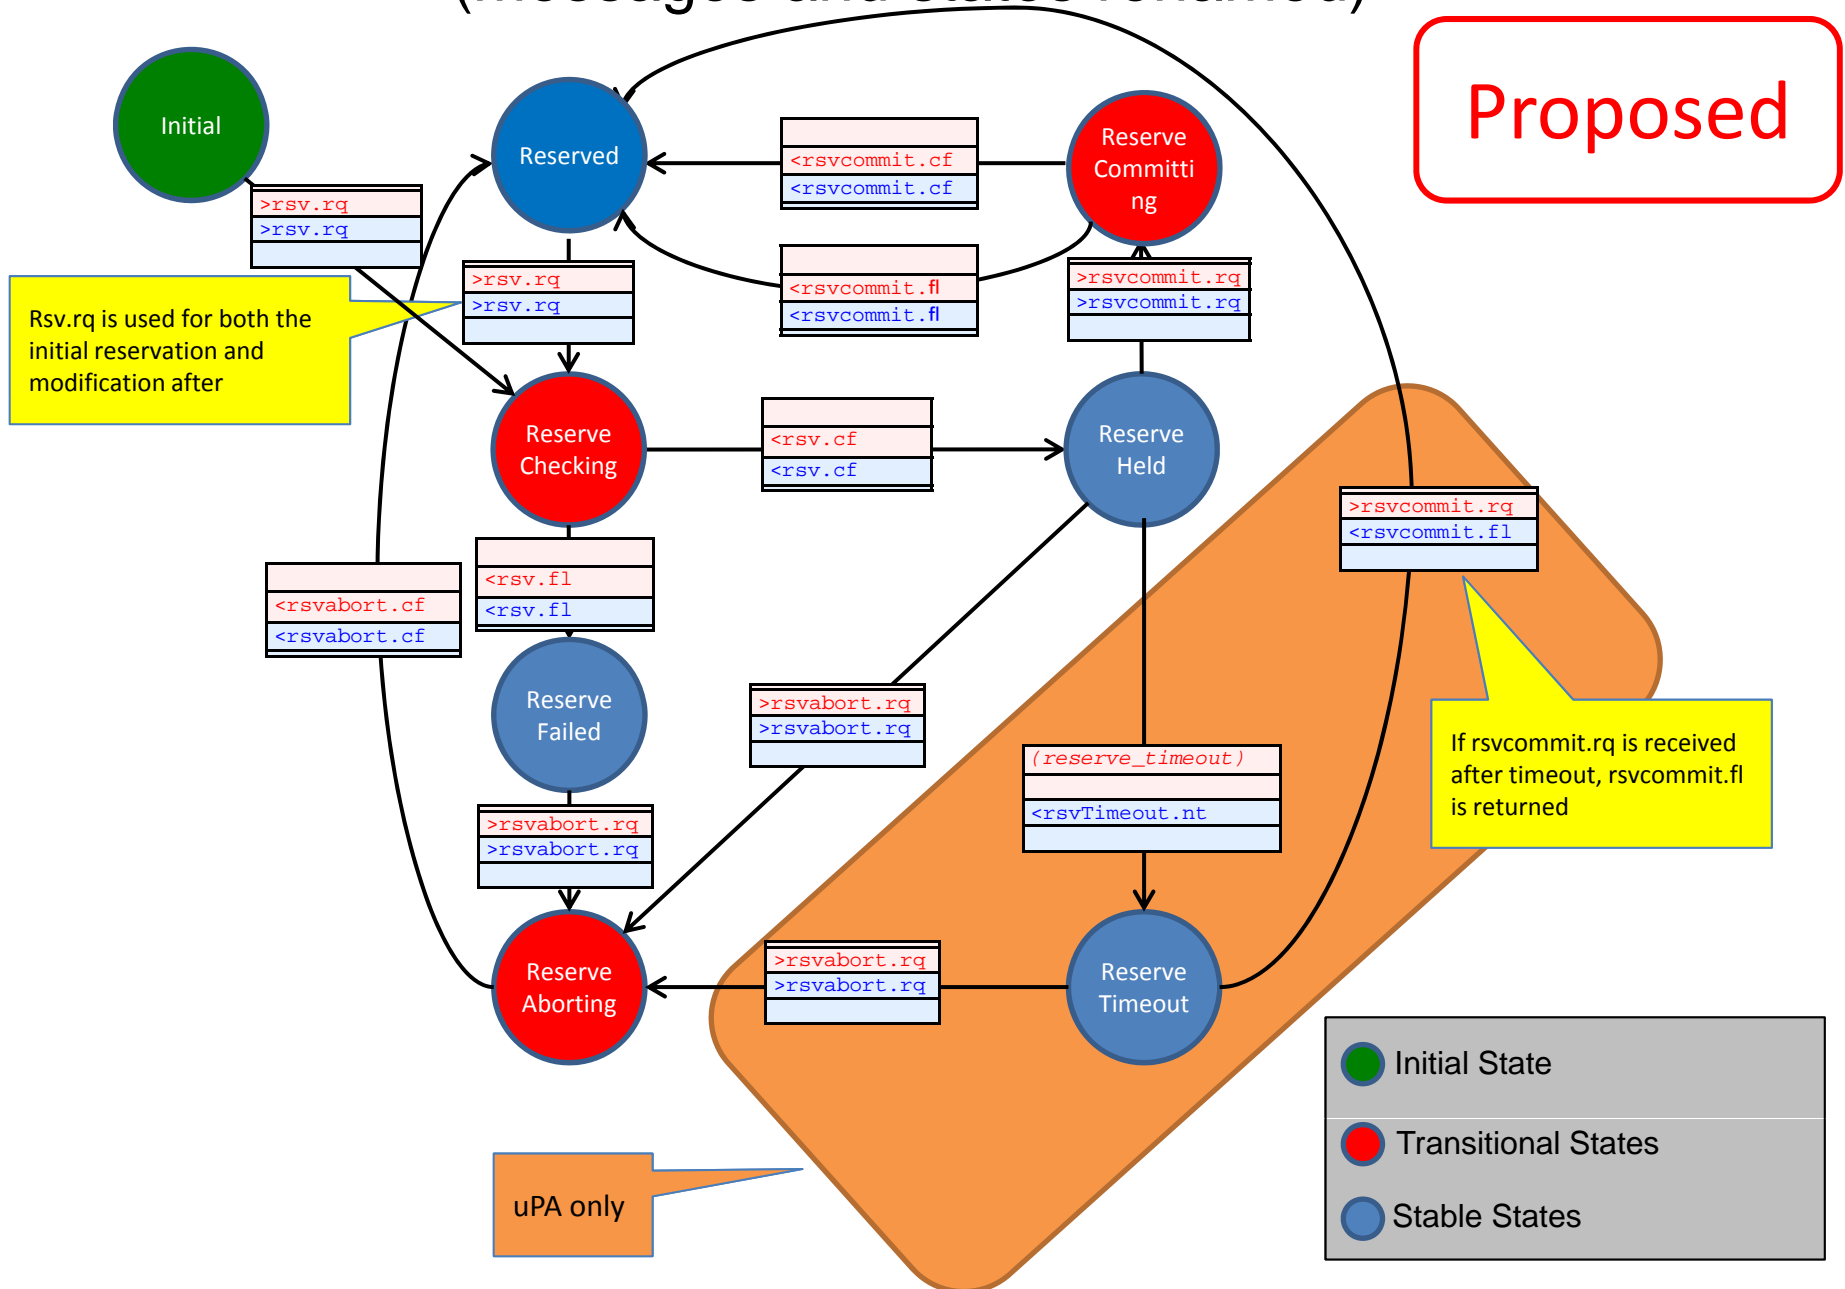 (messages and states renamed)
Proposed
Initial
Reserved
Reserve
Committi
ng
<rsvcommit.cf
<rsvcommit.cf
>rsv.rq
>rsv.rq
>rsv.rq
>rsv.rq
<rsvcommit.fl
<rsvcommit.fl
>rsvcommit.rq
>rsvcommit.rq
Rsv.rq is used for both the
initial reservation and
modification after
Reserve
Checking
<rsv.cf
<rsv.cf
Reserve
Held
>rsvcommit.rq
<rsvcommit.fl
<rsvabort.cf
<rsvabort.cf
<rsv.fl
<rsv.fl
Reserve
Failed
>rsvabort.rq
>rsvabort.rq
(reserve_timeout)
<rsvTimeout.nt
If rsvcommit.rq is received
after timeout, rsvcommit.fl
is returned
>rsvabort.rq
>rsvabort.rq
Reserve
Aborting
>rsvabort.rq
>rsvabort.rq
Reserve
Timeout
uPA only
Initial State
Transitional States
Stable States